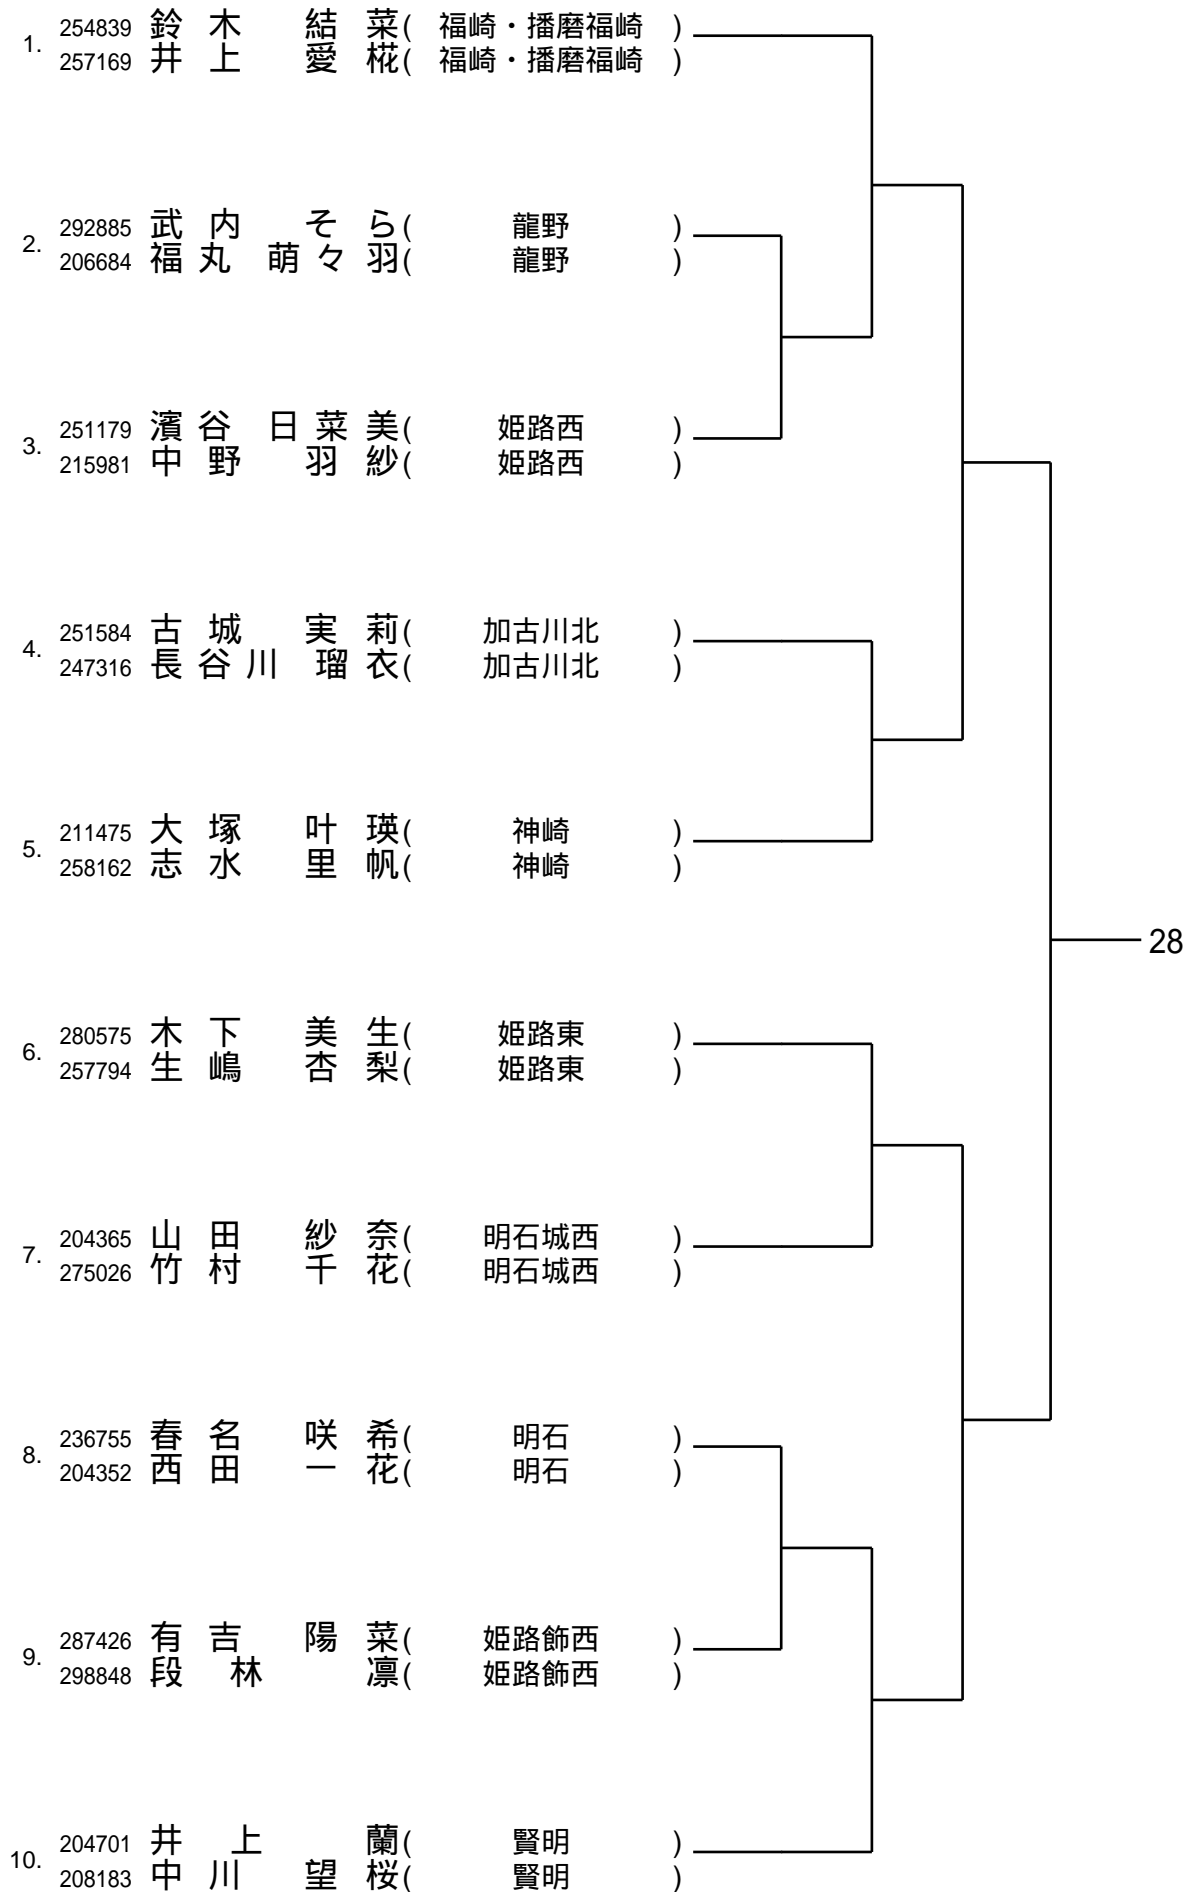 1. 254839 鈴木 結菜( 福崎・播磨福崎 )
257169 井上 愛椛( 福崎・播磨福崎 )
2. 292885 武内 そら( 龍野 )
206684 福丸 萌々羽( 龍野 )
3. 251179 濱谷 日菜美( 姫路西 )
215981 中野 羽紗( 姫路西 )
4. 251584 古城 実莉( 加古川北 )
247316 長谷川 瑠衣( 加古川北 )
5. 211475 大塚 叶瑛( 神崎 )
258162 志水 里帆( 神崎 )
28
6. 280575 木下 美生( 姫路東 )
257794 生嶋 杏梨( 姫路東 )
7. 204365 山田 紗奈( 明石城西 )
275026 竹村 千花( 明石城西 )
8. 236755 春名 咲希( 明石 )
204352 西田 一花( 明石 )
9. 287426 有吉 陽菜( 姫路飾西 )
298848 段林 凛( 姫路飾西 )
10. 204701 井上 蘭( 賢明 )
208183 中川 望桜( 賢明 )